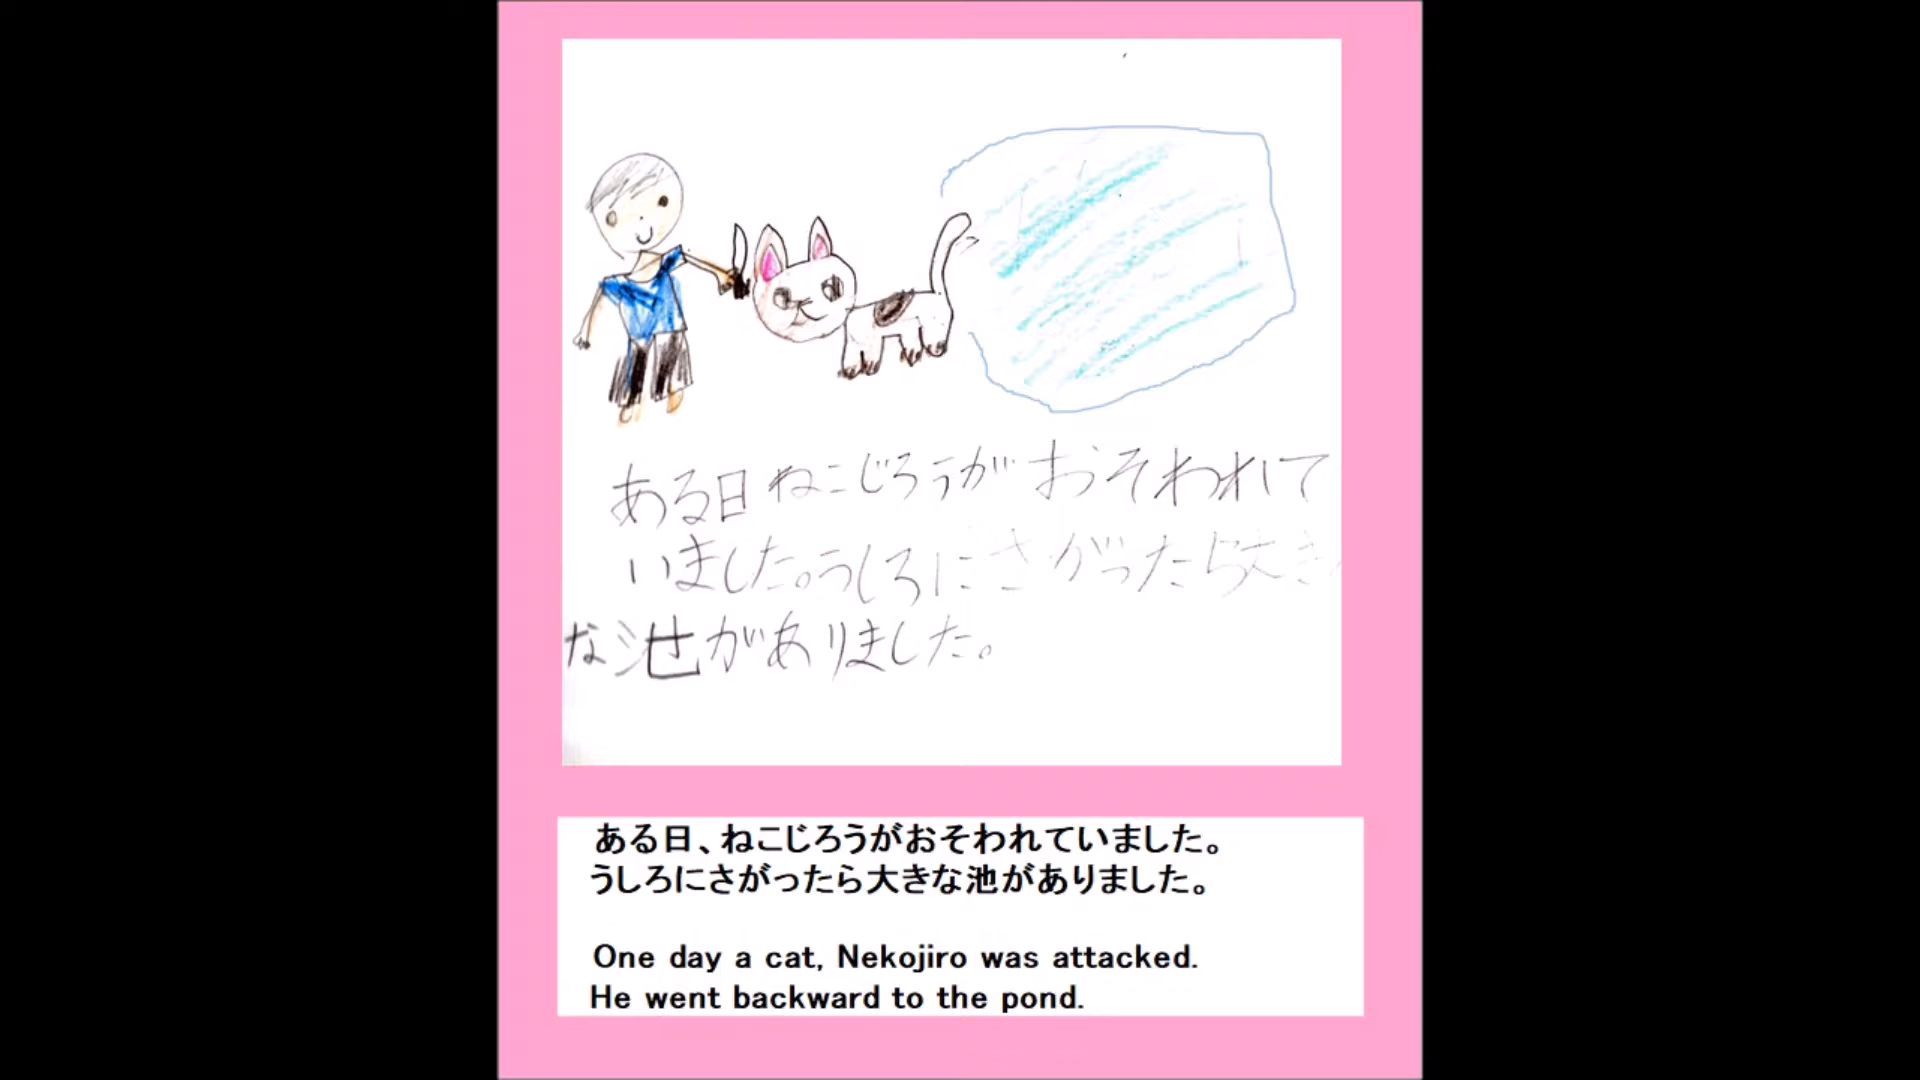 ある日ねこじろうがおそわれて
いました。うしろにさがったら大き
な池がありました。
ある日、ねこじろうがおそわれていました。
うしろにさがったら大きな池がありました。
One day a cat, Nekojiro was attacked.
He went backward to the pond.